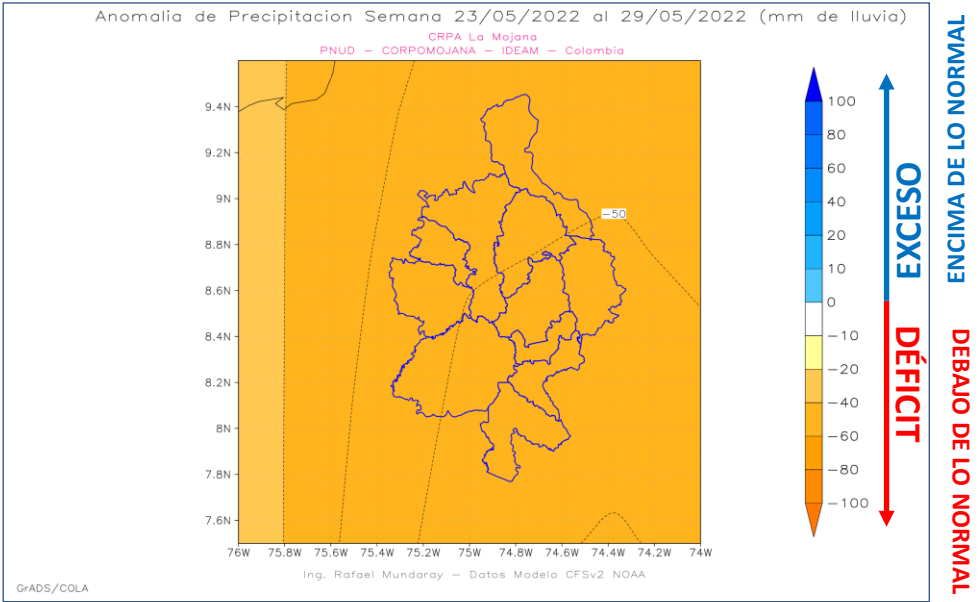 Anomalia de Precipitacion Semana 23/05/2022 al 29/05/2022 (mm de lluvia)
CRPA La Mojana
PNUD – CORPOMOJANA – IDEAM – Colombia
9.4N
9.2N
9N
8.8N
8.6N
8.4N
8.2N
8N
7.8N
7.6N
76W 75.8W 75.6W 75.4W 75.2W 75W 74.8W 74.6W 74.4W 74.2W 74W
−50
Ing. Rafael Mundaray – Datos Modelo CFSv2 NOAA
GrADS/COLA
100
80
60
40
20
10
0
−10
−20
−40
−60
−80
−100
EXCESO
DÉFICIT
ENCIMA DE LO NORMAL
DEBAJO DE LO NORMAL